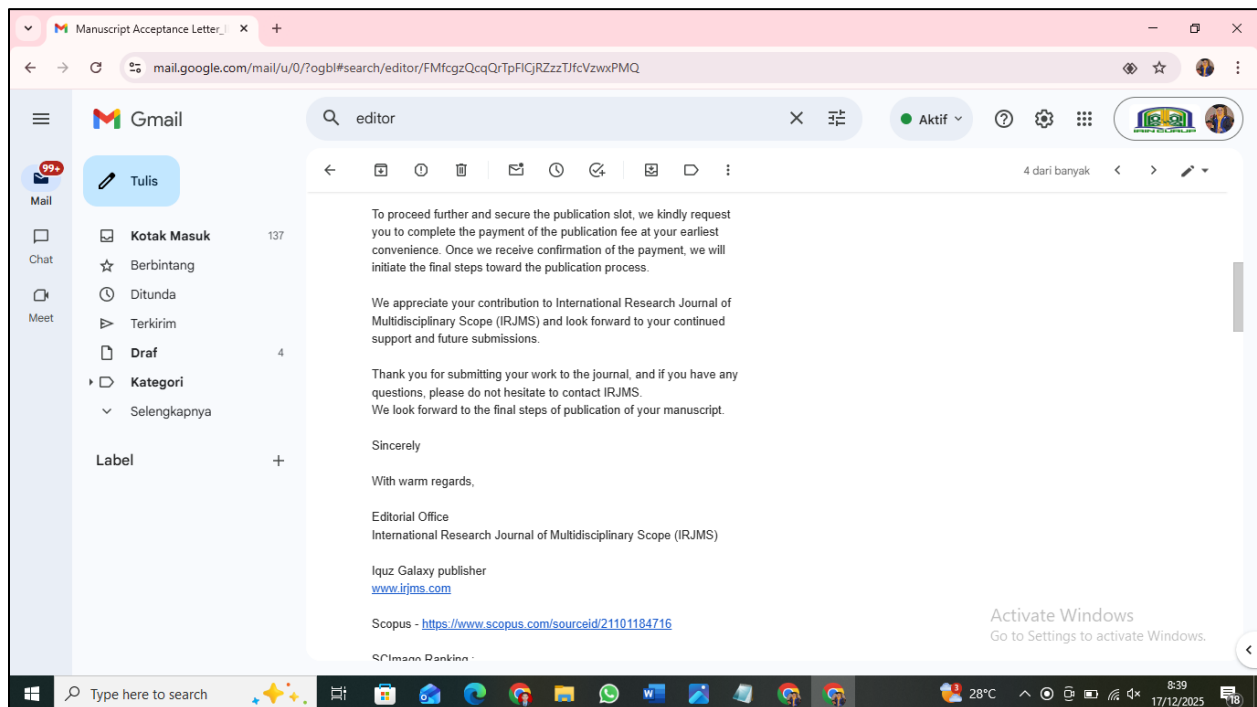 Manuscript Acceptance Letter_I
mail.google.com/mail/u/0/?ogbl#search/editor/FMfcgzQcqQrTpFlCjRZzzTJfcVzwxPMQ
Gmail
editor
Aktif
IAIN CURUP
99+
Mail
Tulis
4 dari banyak
Kotak Masuk 137
Chat
Berbintang
Ditunda
Meet
Terkirim
Draf 4
Kategori
Selengkapnya
Label
To proceed further and secure the publication slot, we kindly request
you to complete the payment of the publication fee at your earliest
convenience. Once we receive confirmation of the payment, we will
initiate the final steps toward the publication process.
We appreciate your contribution to International Research Journal of
Multidisciplinary Scope (IRJMS) and look forward to your continued
support and future submissions.
Thank you for submitting your work to the journal, and if you have any
questions, please do not hesitate to contact IRJMS.
We look forward to the final steps of publication of your manuscript.
Sincerely
With warm regards,
Editorial Office
International Research Journal of Multidisciplinary Scope (IRJMS)
Iquz Galaxy publisher
www.irjms.com
Scopus - https://www.scopus.com/sourceid/21101184716
SCImago Ranking :
Activate Windows
Go to Settings to activate Windows.
Type here to search
28°C
8:39
17/12/2025
18